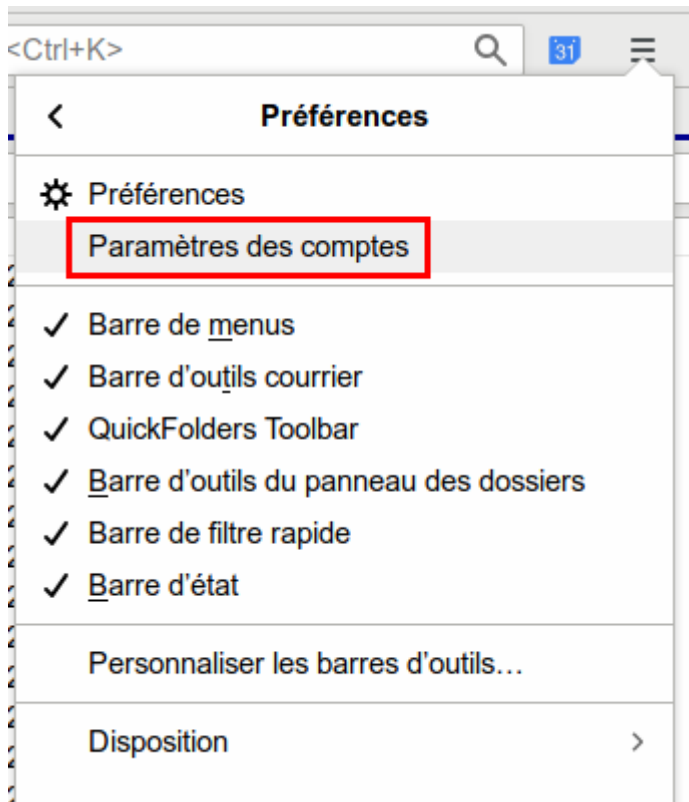 <Ctrl+K>
31
Préférences
Préférences
Paramètres des comptes
Barre de menus
Barre d’outils courrier
QuickFolders Toolbar
Barre d’outils du panneau des dossiers
Barre de filtre rapide
Barre d’état
Personnaliser les barres d’outils…
Disposition